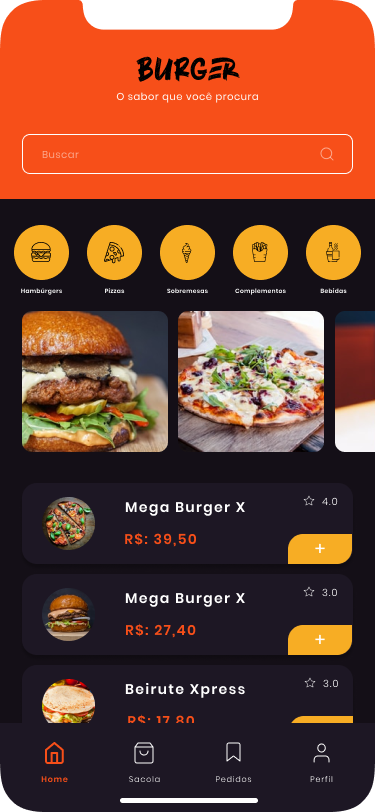 BURGER
O sabor que você procura
Buscar
Hambúrgers
Pizzas
Sobremesas
Complementos
Bebidas
Mega Burger X
4.0
R$: 39,50
+
Mega Burger X
3.0
R$: 27,40
+
Beirute Xpress
3.0
R$: 17,80
Home
Sacola
Pedidos
Perfil